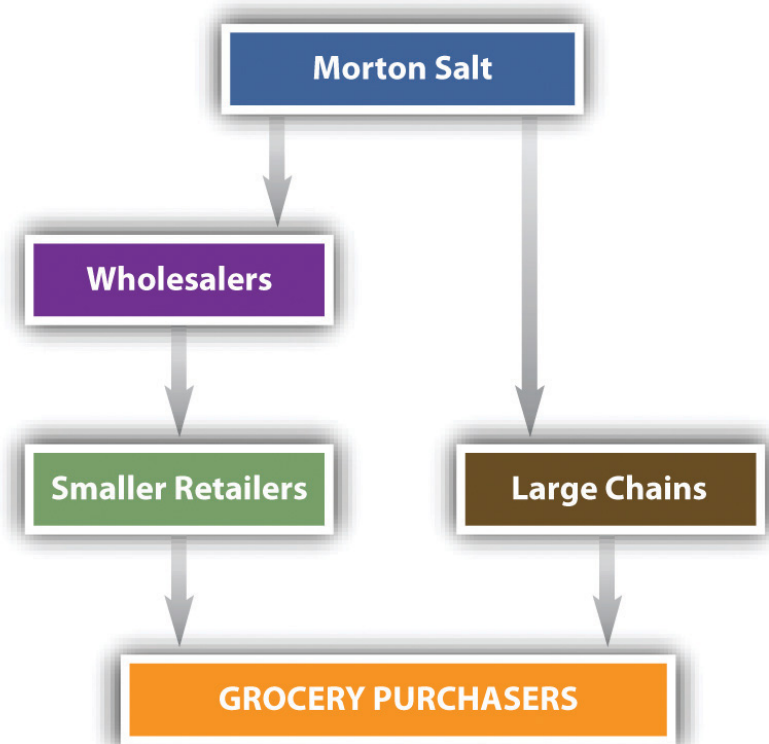 Morton Salt
Wholesalers
Smaller Retailers
Large Chains
GROCERY PURCHASERS